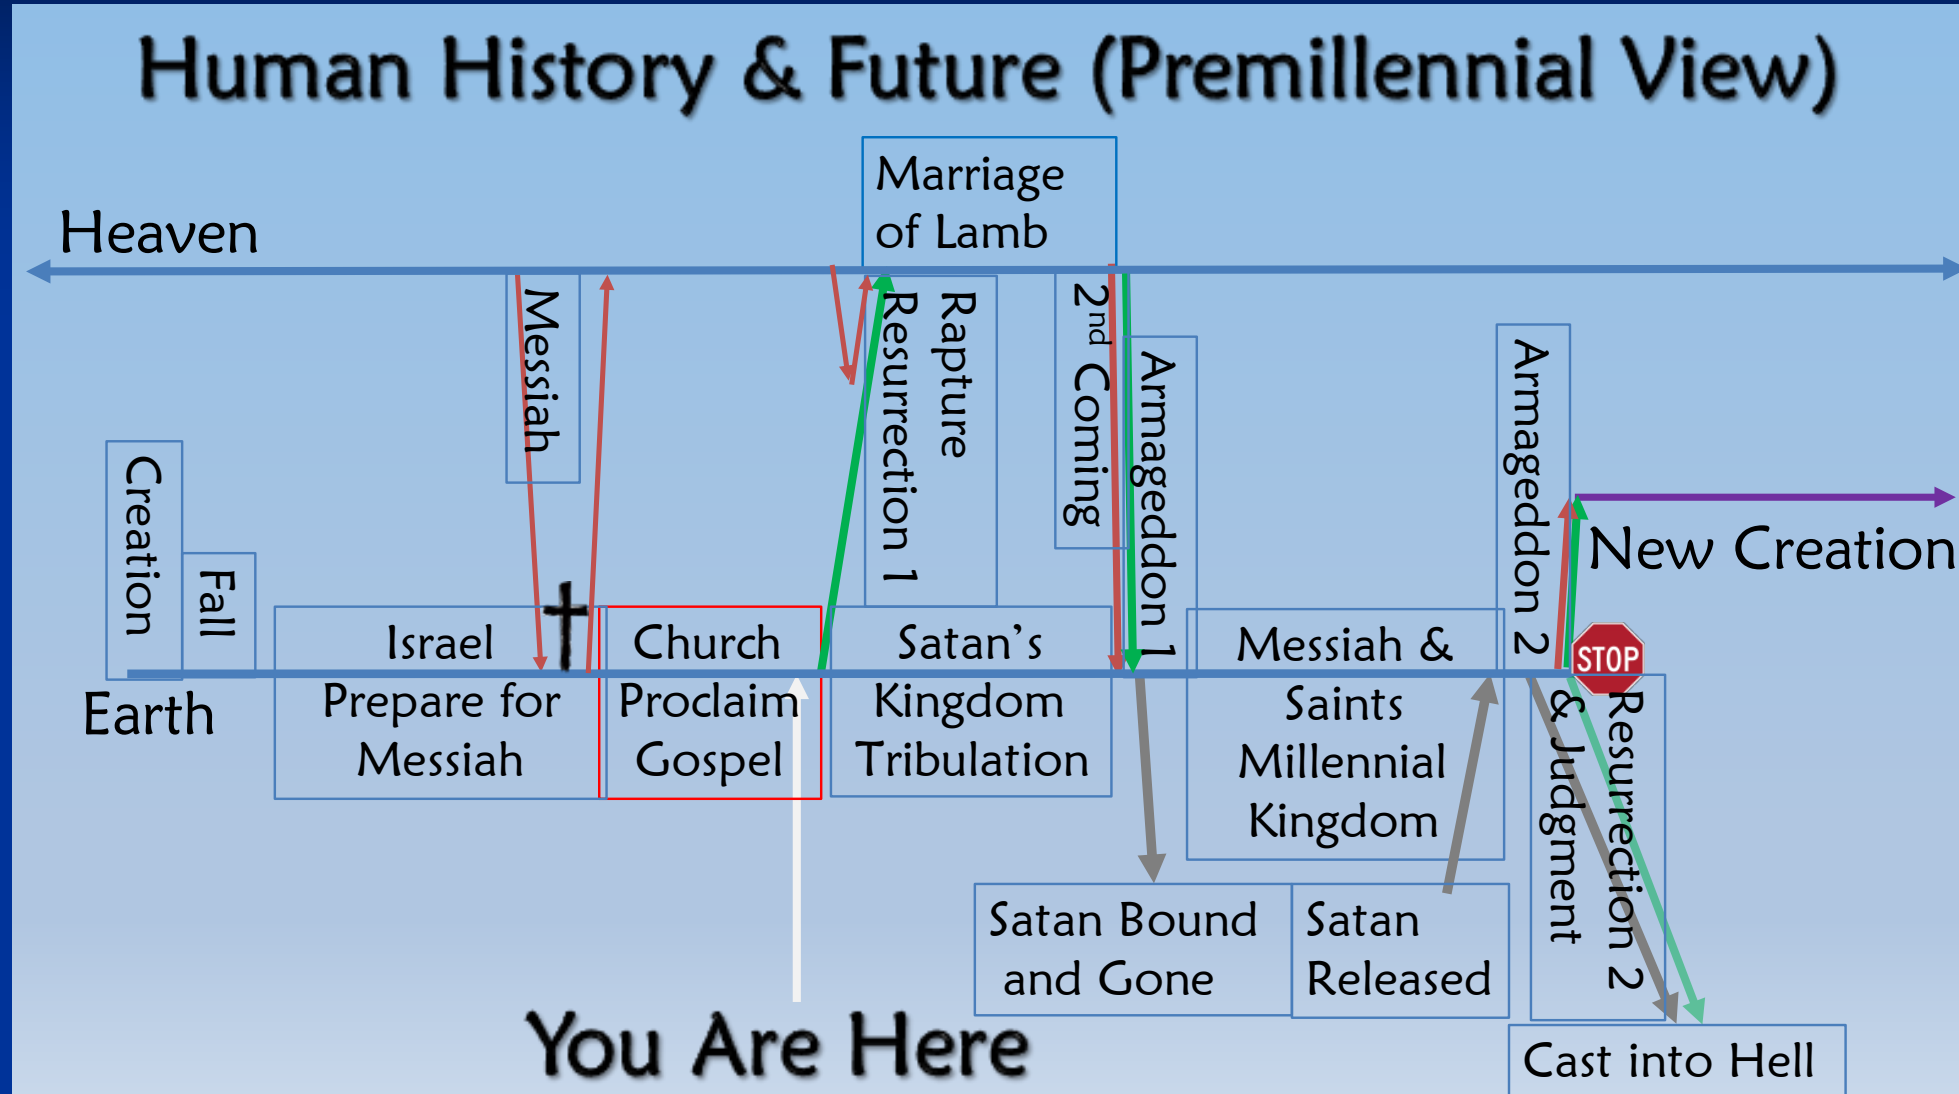 Human History & Future (Premillennial View)
Marriage
of Lamb
Heaven
Messiah
Rapture
Resurrection 1
2nd Coming
Armageddon 1
Armageddon 2
Creation
Fall
New Creation
Earth
Israel
Prepare for
Messiah
Church
Proclaim
Gospel
Satan's
Kingdom
Tribulation
Messiah &
Saints
Millennial
Kingdom
STOP
Resurrection 2
& Judgment
Satan Bound
and Gone
Satan
Released
You Are Here
Cast into Hell